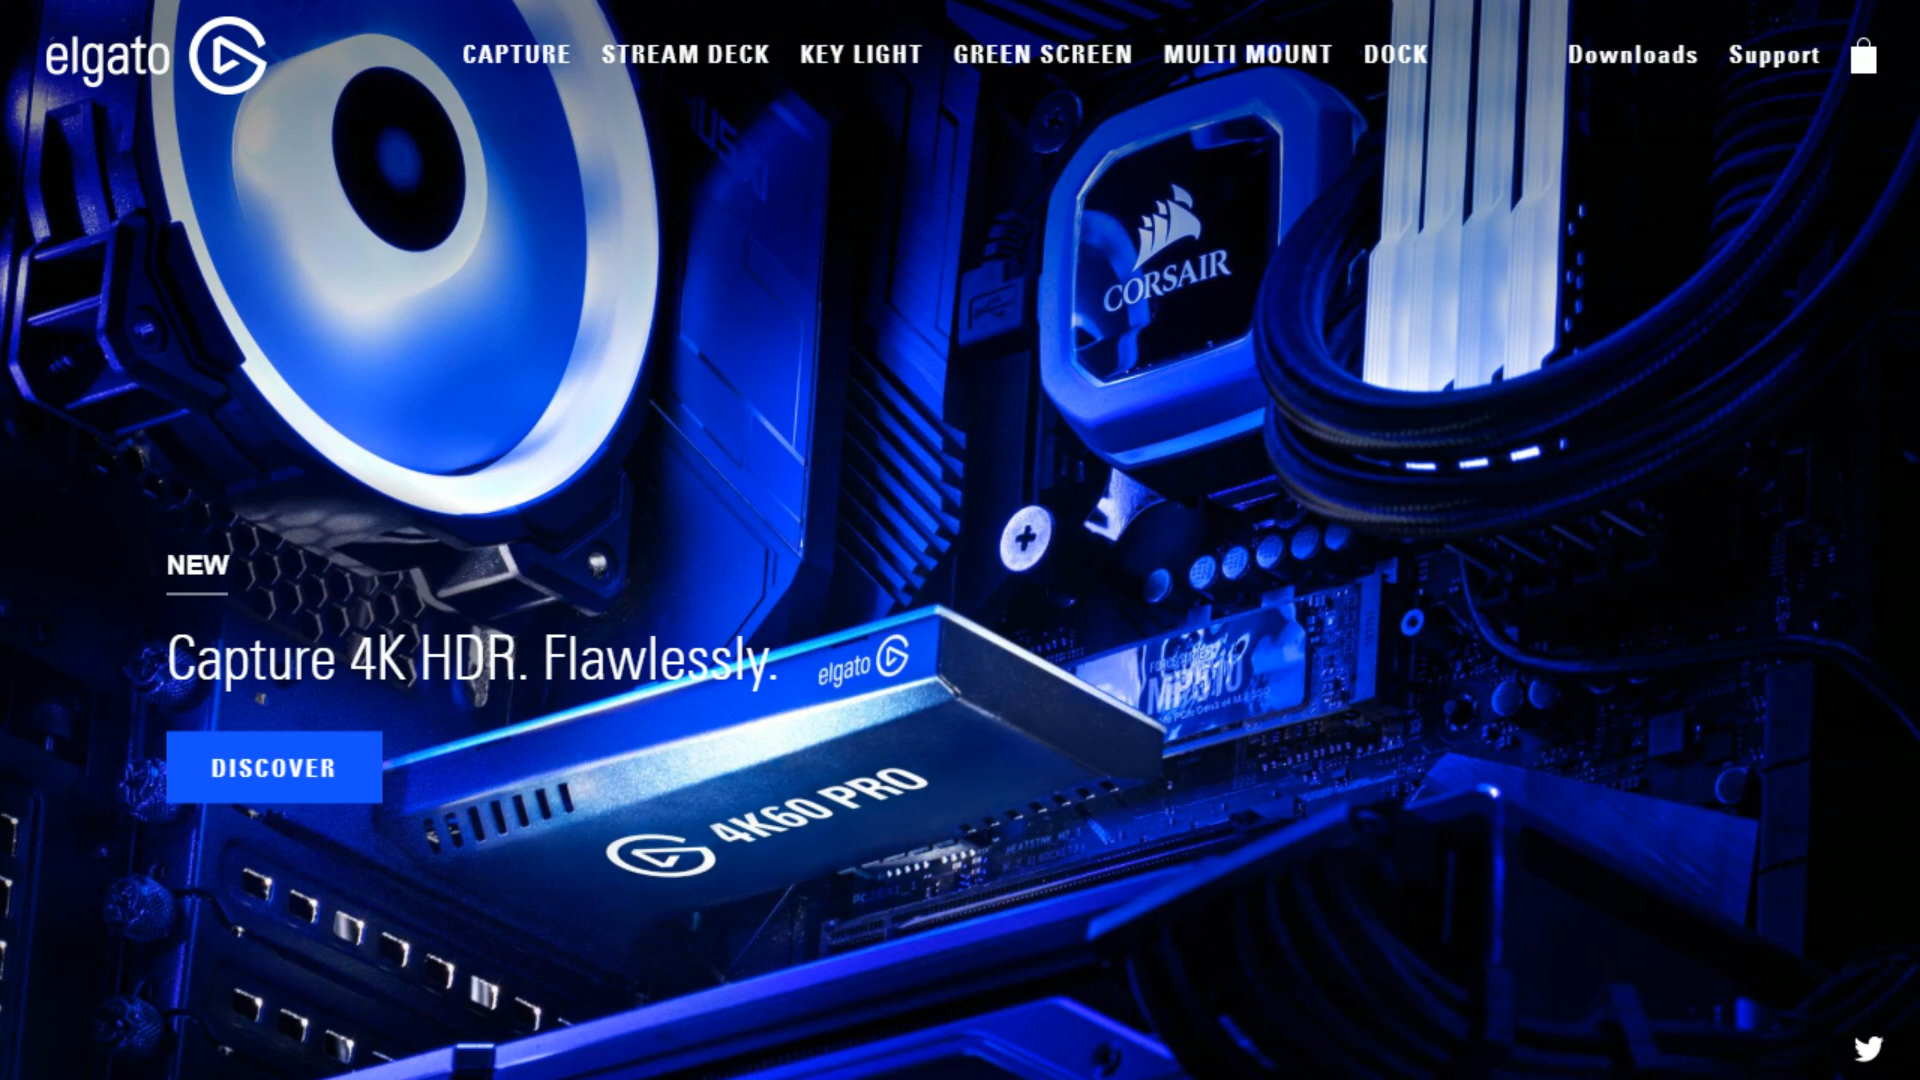 elgato
CAPTURE STREAM DECK KEY LIGHT GREEN SCREEN MULTI MOUNT DOCK
Downloads Support
CORSAIR
NEW
Capture 4K HDR. Flawlessly.
DISCOVER
elgato
4K60 PRO
MP510